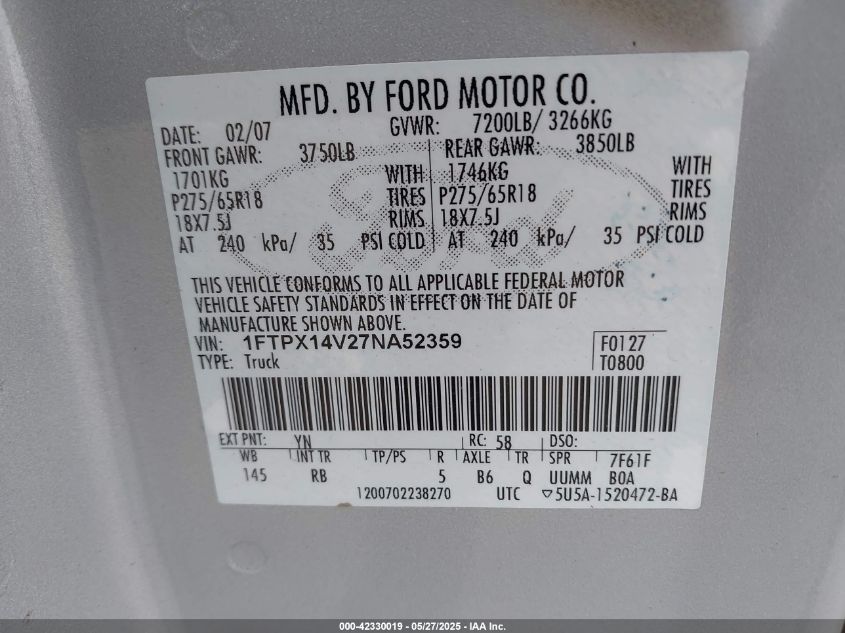 MFD. BY FORD MOTOR CO.
DATE: 02/07 GVWR: 7200LB/ 3266KG
FRONT GAWR: 3750LB REAR GAWR: 3850LB
1701KG WITH 1746KG WITH
P275/65R18 TIRES P275/65R18 TIRES
18X7.5J RIMS 18X7.5J RIMS
AT 240 kPa/ 35 PSI COLD AT 240 kPa/ 35 PSI COLD
Ford
THIS VEHICLE CONFORMS TO ALL APPLICABLE FEDERAL MOTOR
VEHICLE SAFETY STANDARDS IN EFFECT ON THE DATE OF
MANUFACTURE SHOWN ABOVE.
VIN: 1FTPX14V27NA52359 F0127
TYPE: Truck T0800
EXT PNT: YN RC: 58 DSO:
WB INT TR TP/PS R AXLE TR SPR 7F61F
145 RB 5 B6 Q UUMM BOA
1200702238270 UTC ▽5U5A-1520472-BA
000-42330019 - 05/27/2025 - IAA Inc.